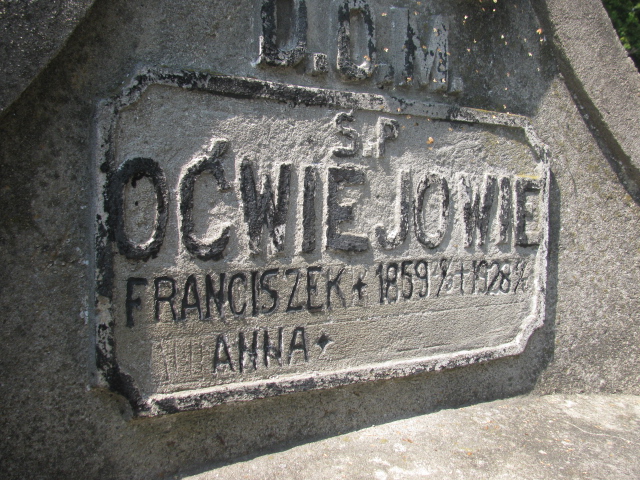 D.O.M.
Ś.P
OĆWIEJOWIE
FRANCISZEK * 1859 † 1928
ANNA *